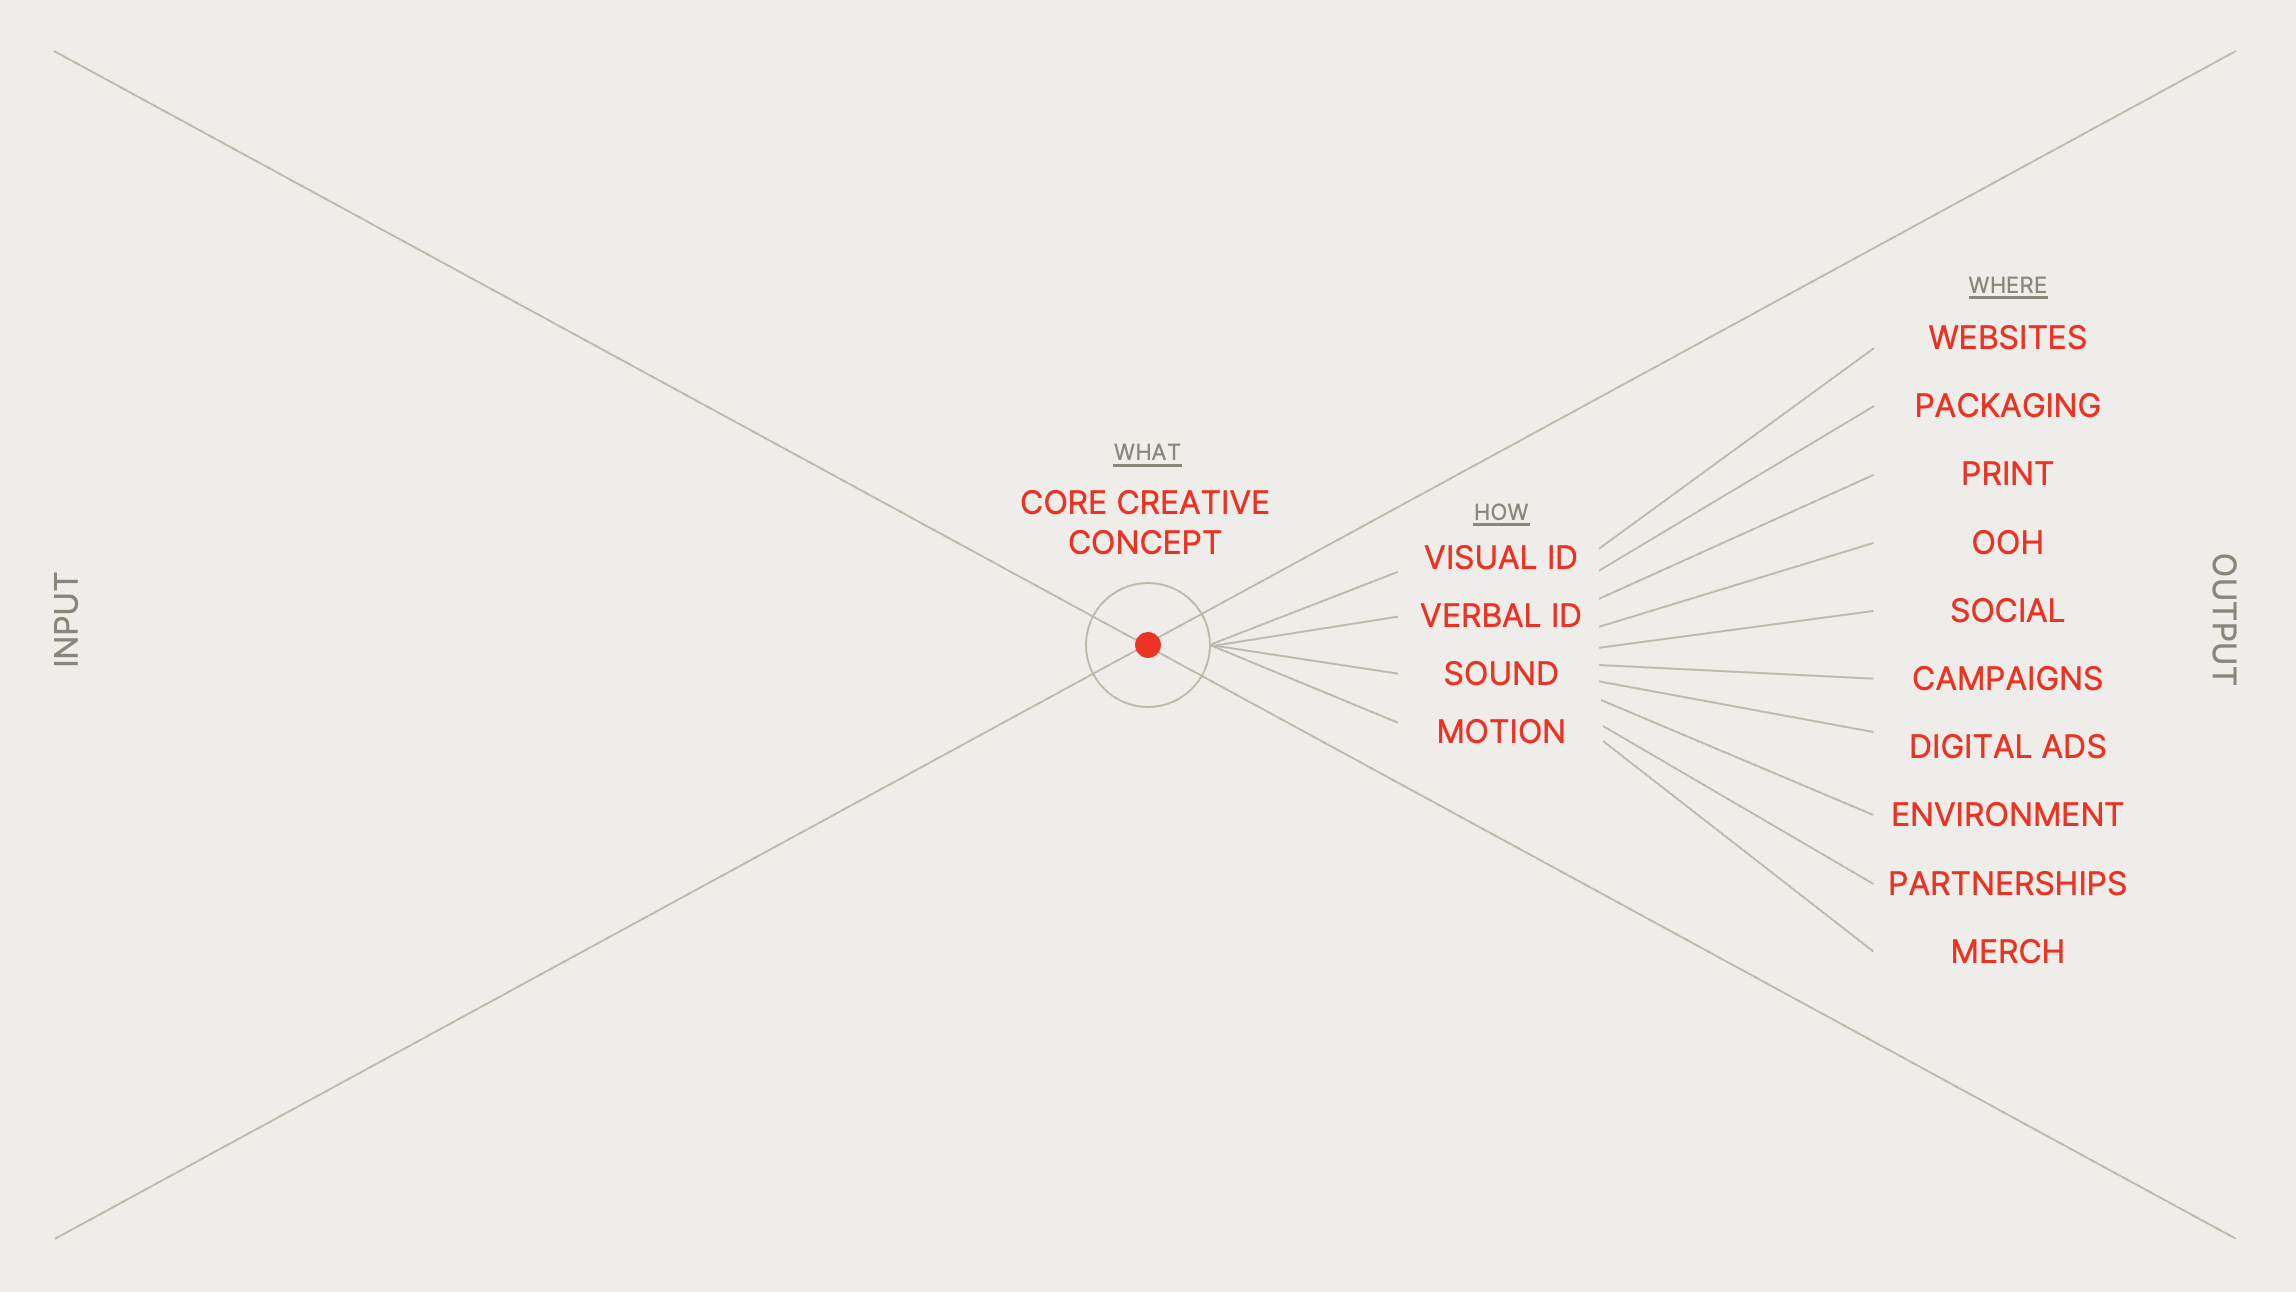 INPUT
WHAT
CORE CREATIVE
CONCEPT
HOW
VISUAL ID
VERBAL ID
SOUND
MOTION
WHERE
WEBSITES
PACKAGING
PRINT
OOH
SOCIAL
CAMPAIGNS
DIGITAL ADS
ENVIRONMENT
PARTNERSHIPS
MERCH
OUTPUT